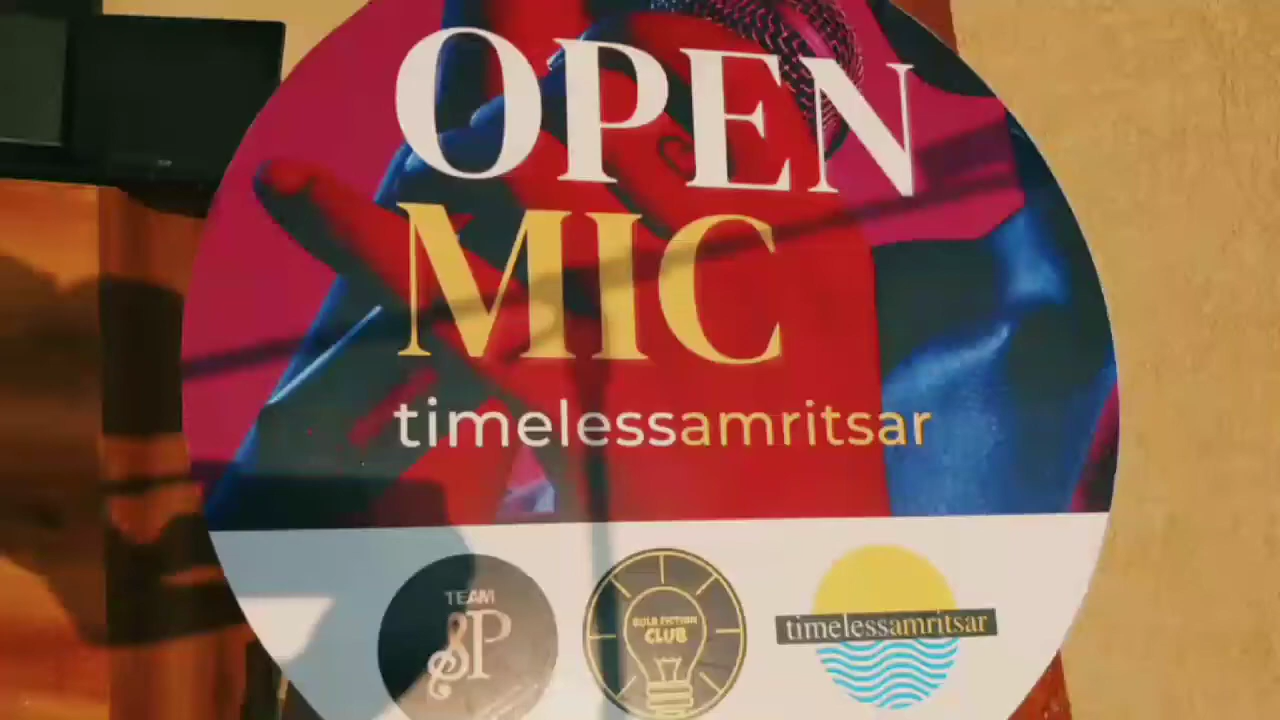 OPEN
MIC
timelessamritsar
TEAM
SP
BULB FICTION
CLUB
timelessamritsar